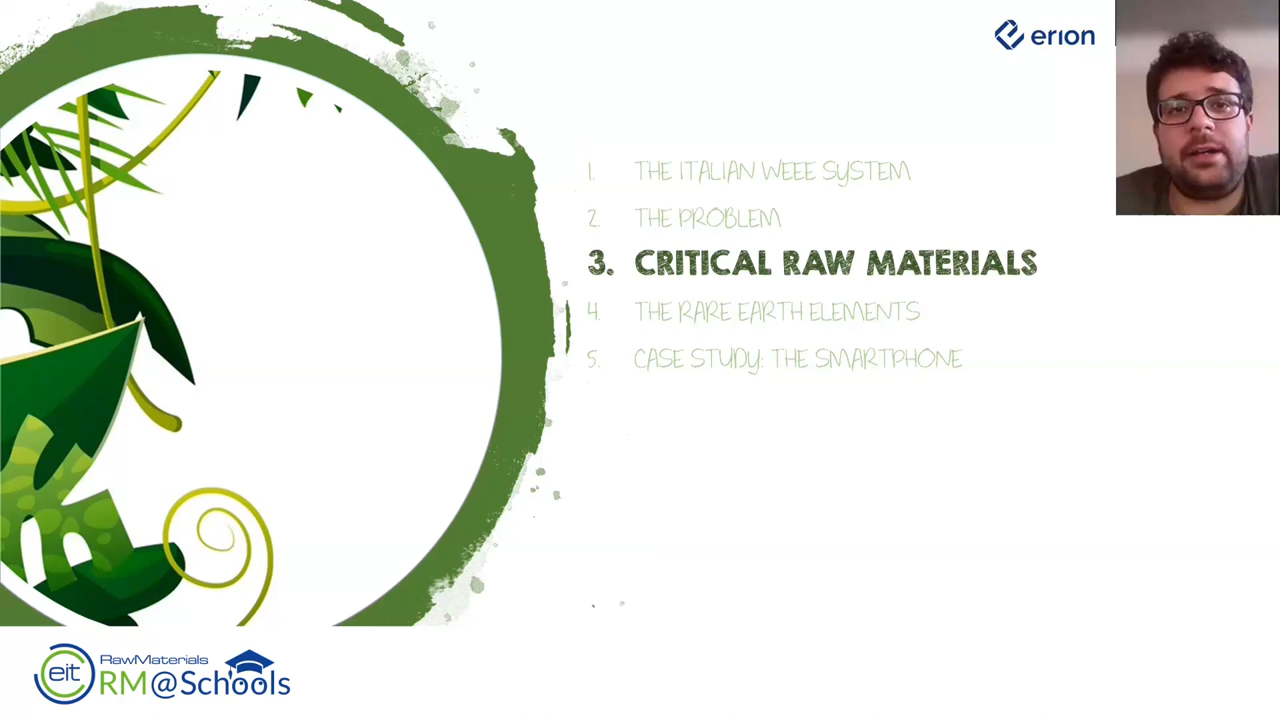 erion
1. THE ITALIAN WEEE SYSTEM
2. THE PROBLEM
3. CRITICAL RAW MATERIALS
4. THE RARE EARTH ELEMENTS
5. CASE STUDY: THE SMARTPHONE
eit RawMaterials
RM@Schools